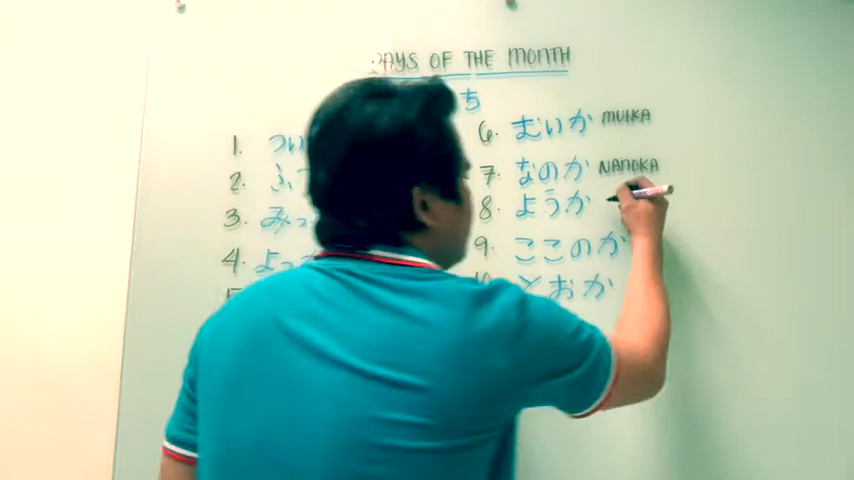 DAYS OF THE MONTH
ち
1. つい
2. ふ
3. みっ
4. よっ
6. むいか MUIKA
7. なのか NANOKA
8. ようか
9. ここのか
10 とおか